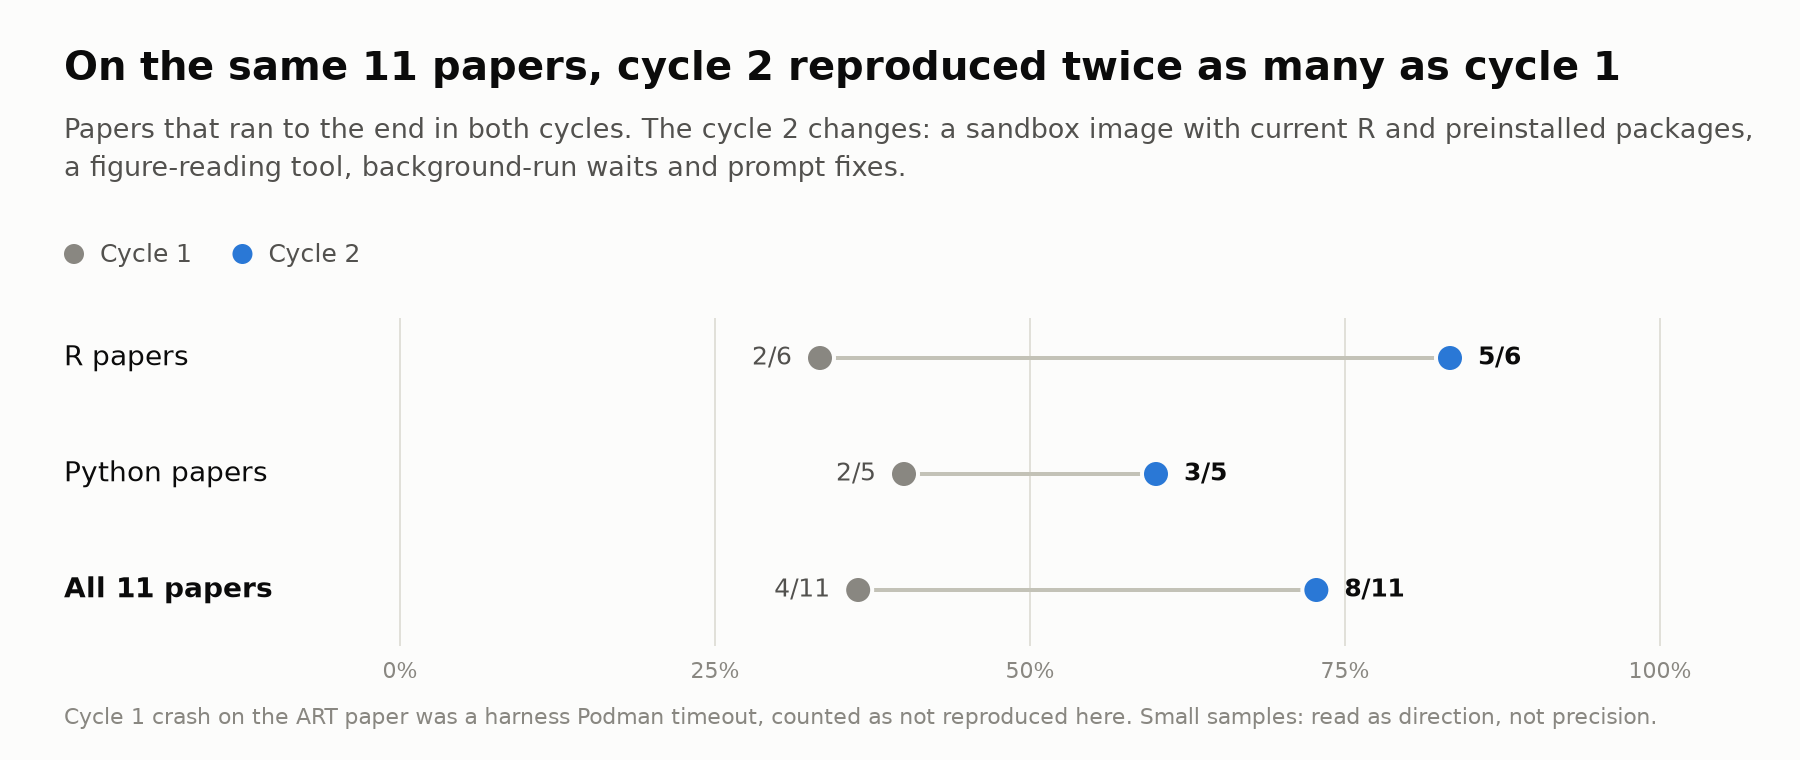 On the same 11 papers, cycle 2 reproduced twice as many as cycle 1
Papers that ran to the end in both cycles. The cycle 2 changes: a sandbox image with current R and preinstalled packages,
a figure-reading tool, background-run waits and prompt fixes.
Cycle 1 Cycle 2
R papers 2/6 5/6
Python papers 2/5 3/5
All 11 papers 4/11 8/11
0% 25% 50% 75% 100%
Cycle 1 crash on the ART paper was a harness Podman timeout, counted as not reproduced here. Small samples: read as direction, not precision.